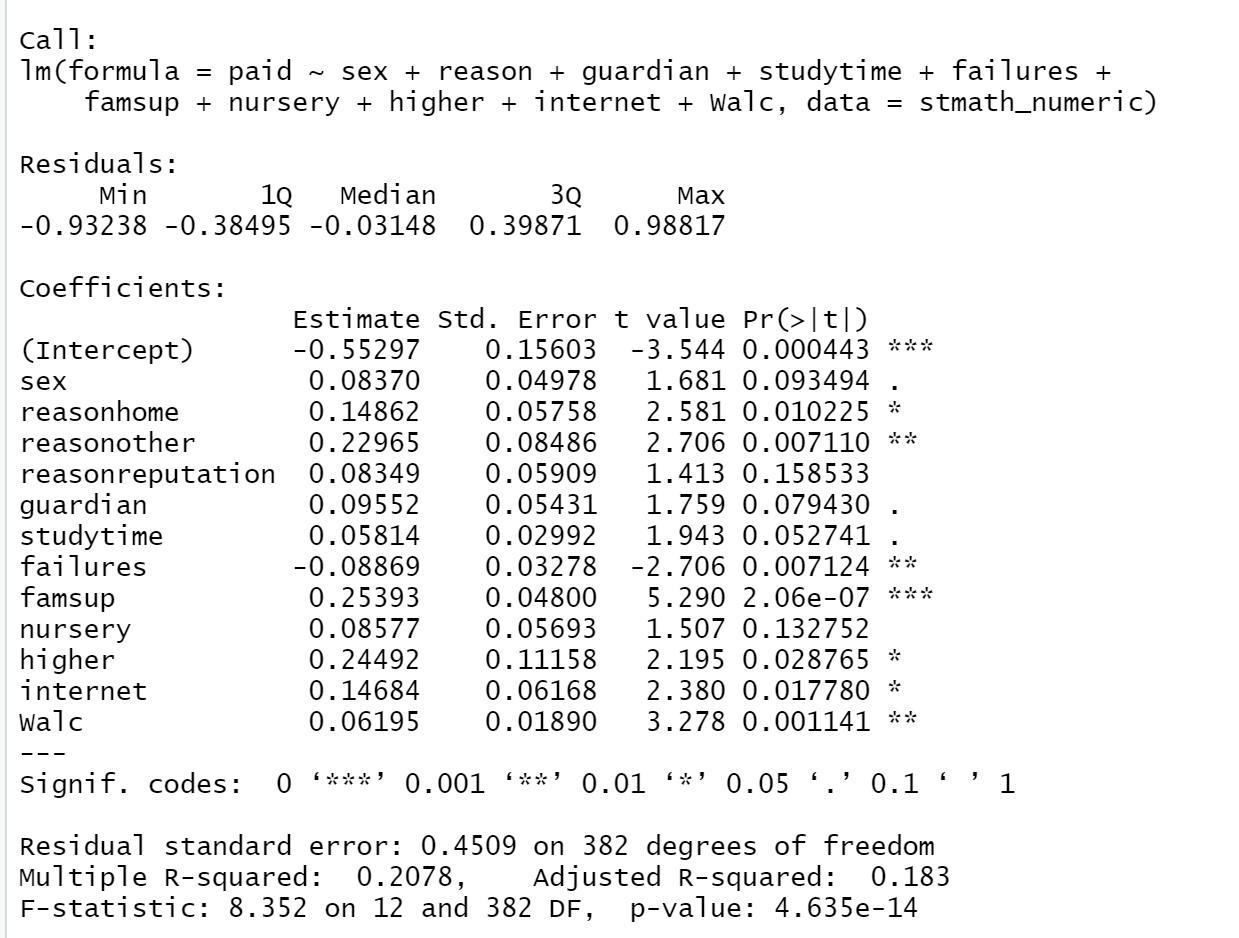 Call:
lm(formula = paid ~ sex + reason + guardian + studytime + failures +
    famsup + nursery + higher + internet + Walc, data = stmath_numeric)

Residuals:
     Min       1Q   Median       3Q      Max
-0.93238 -0.38495 -0.03148  0.39871  0.98817

Coefficients:
                 Estimate Std. Error t value Pr(>|t|)
(Intercept)      -0.55297    0.15603  -3.544 0.000443 ***
sex               0.08370    0.04978   1.681 0.093494 .
reasonhome        0.14862    0.05758   2.581 0.010225 *
reasonother       0.22965    0.08486   2.706 0.007110 **
reasonreputation  0.08349    0.05909   1.413 0.158533
guardian          0.09552    0.05431   1.759 0.079430 .
studytime         0.05814    0.02992   1.943 0.052741 .
failures         -0.08869    0.03278  -2.706 0.007124 **
famsup            0.25393    0.04800   5.290 2.06e-07 ***
nursery           0.08577    0.05693   1.507 0.132752
higher            0.24492    0.11158   2.195 0.028765 *
internet          0.14684    0.06168   2.380 0.017780 *
Walc              0.06195    0.01890   3.278 0.001141 **
---
Signif. codes:  0 ‘***’ 0.001 ‘**’ 0.01 ‘*’ 0.05 ‘.’ 0.1 ‘ ’ 1

Residual standard error: 0.4509 on 382 degrees of freedom
Multiple R-squared:  0.2078,    Adjusted R-squared:  0.183
F-statistic: 8.352 on 12 and 382 DF,  p-value: 4.635e-14